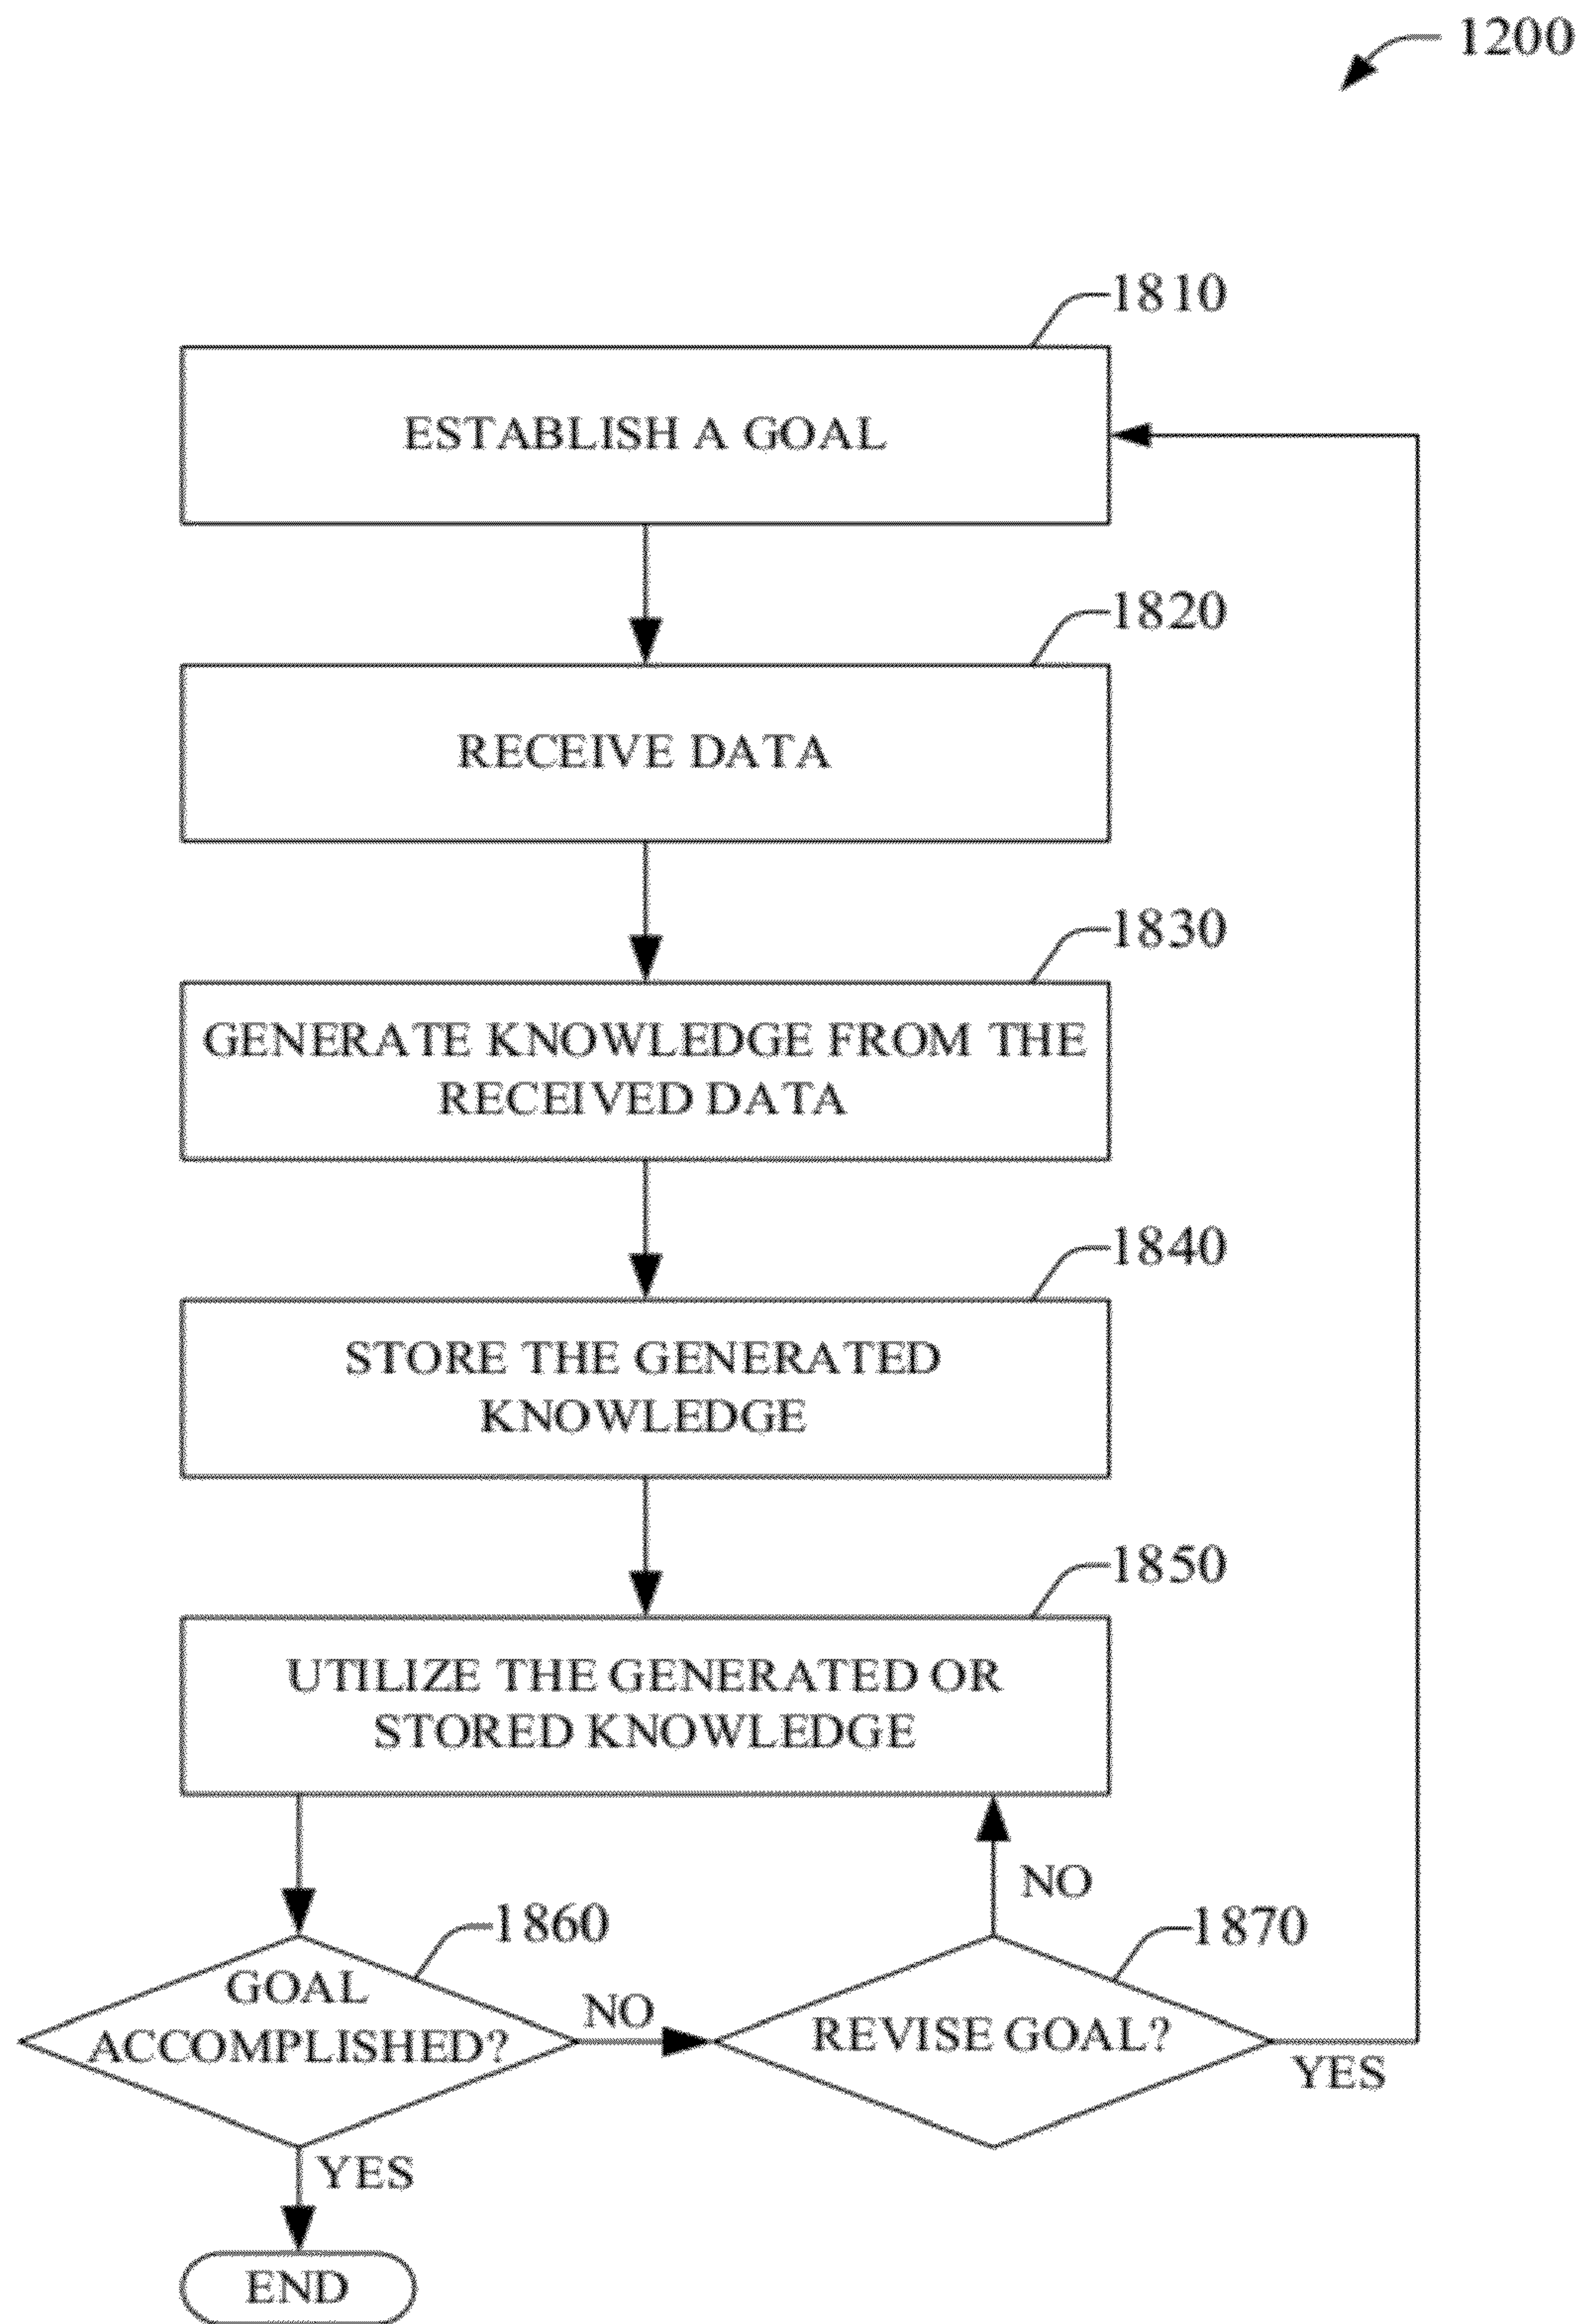 1200
1810
ESTABLISH A GOAL
1820
RECEIVE DATA
1830
GENERATE KNOWLEDGE FROM THE
RECEIVED DATA
1840
STORE THE GENERATED
KNOWLEDGE
1850
UTILIZE THE GENERATED OR
STORED KNOWLEDGE
NO
1860
1870
GOAL
ACCOMPLISHED?
NO
REVISE GOAL?
YES
YES
END